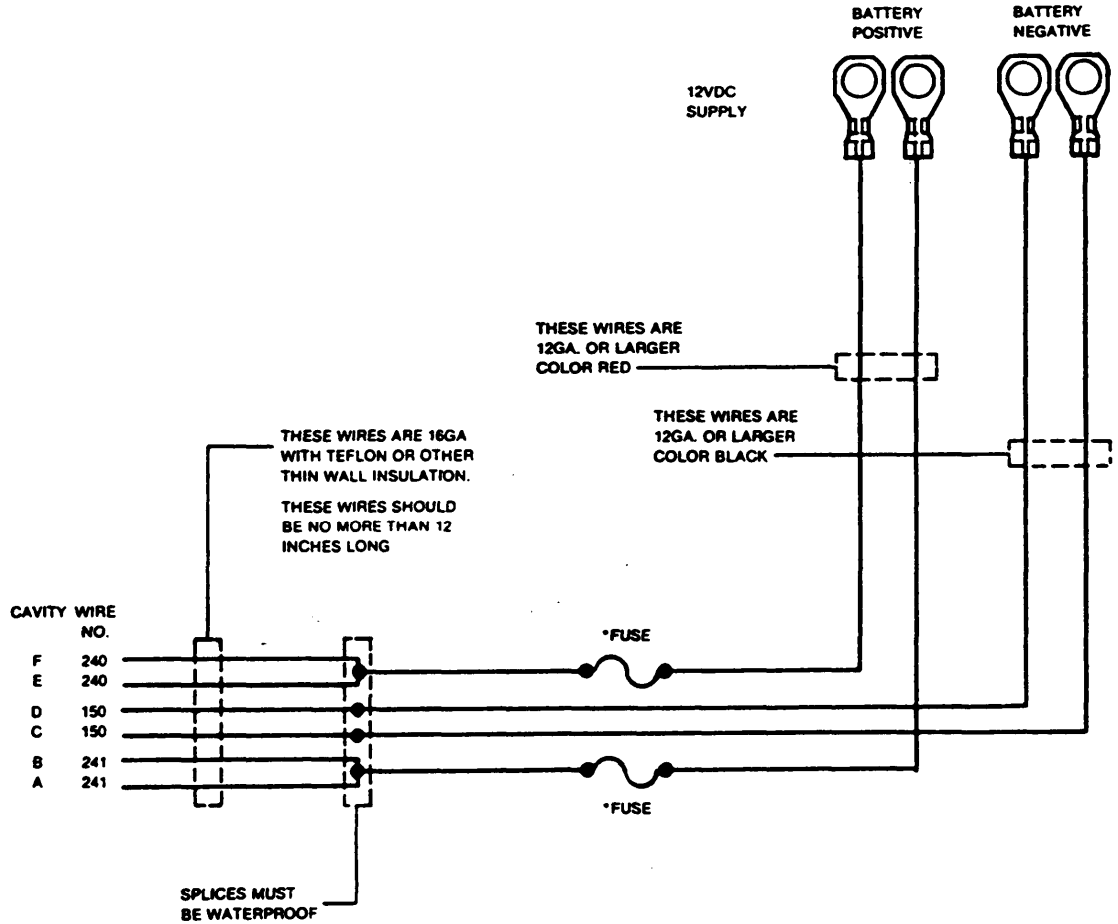 BATTERY
POSITIVE
BATTERY
NEGATIVE
12VDC
SUPPLY
THESE WIRES ARE
12GA. OR LARGER
COLOR RED
THESE WIRES ARE
12GA. OR LARGER
COLOR BLACK
THESE WIRES ARE 16GA
WITH TEFLON OR OTHER
THIN WALL INSULATION.
THESE WIRES SHOULD
BE NO MORE THAN 12
INCHES LONG
CAVITY WIRE
NO.
F 240
E 240
D 150
C 150
B 241
A 241
*FUSE
*FUSE
SPLICES MUST
BE WATERPROOF